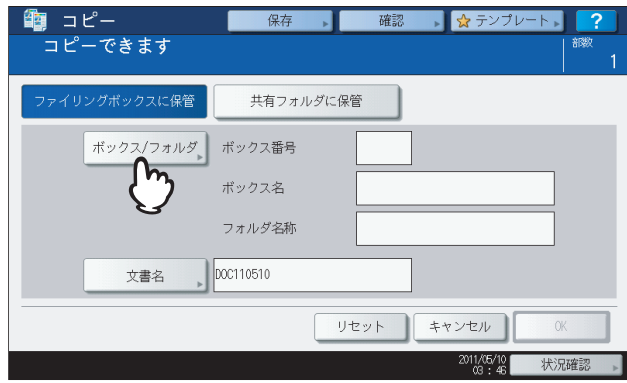 コピー 保存 確認 テンプレート ?
コピーできます 部数
1
ファイリングボックスに保管 共有フォルダに保管
ボックス/フォルダ ボックス番号
ボックス名
フォルダ名称
文書名 DOC110510
リセット キャンセル OK
2011/05/10
03 : 46 状況確認